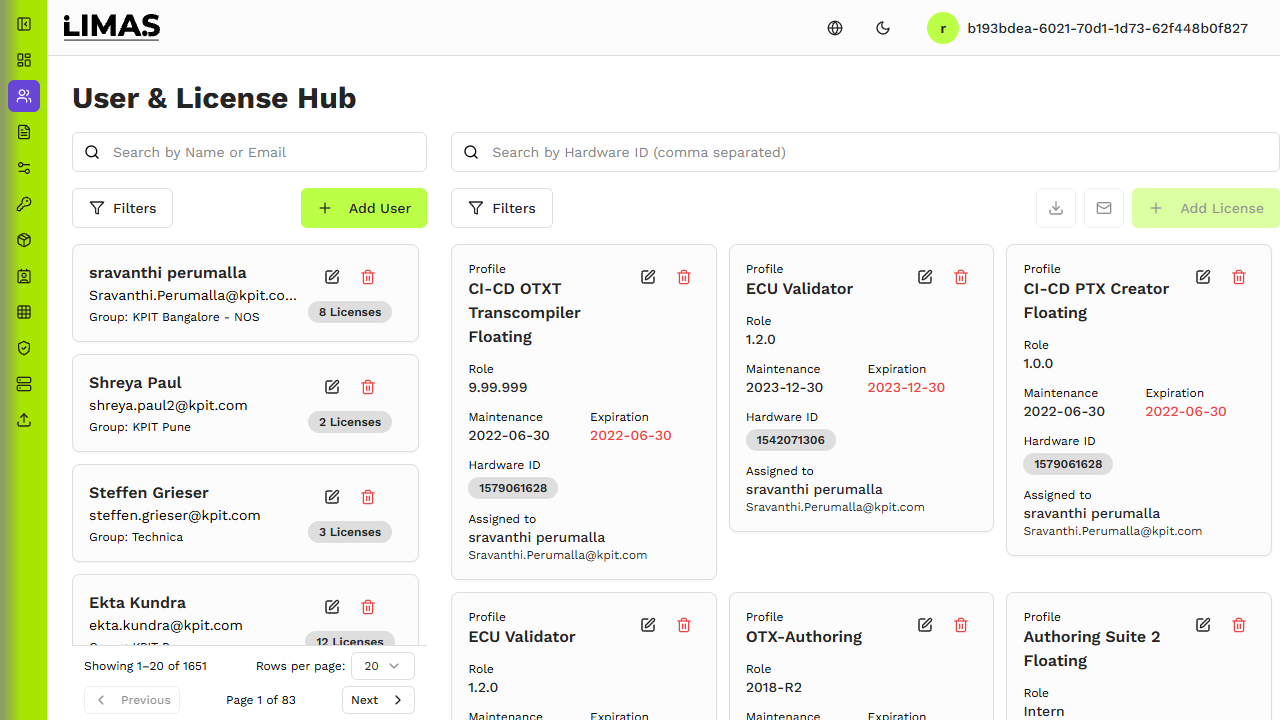 LIMAS
r
b193bdea-6021-70d1-1d73-62f448b0f827
User & License Hub
Search by Name or Email
Search by Hardware ID (comma separated)
Filters
Add User
Filters
Add License
sravanthi perumalla
Sravanthi.Perumalla@kpit.co...
Group: KPIT Bangalore - NOS
8 Licenses
Shreya Paul
shreya.paul2@kpit.com
Group: KPIT Pune
2 Licenses
Steffen Grieser
steffen.grieser@kpit.com
Group: Technica
3 Licenses
Ekta Kundra
ekta.kundra@kpit.com
12 Licenses
Showing 1–20 of 1651
Rows per page:
20
Previous
Page 1 of 83
Next
Profile
CI-CD OTXT
Transcompiler
Floating
Role
9.99.999
Maintenance Expiration
2022-06-30 2022-06-30
Hardware ID
1579061628
Assigned to
sravanthi perumalla
Sravanthi.Perumalla@kpit.com
Profile
ECU Validator
Role
1.2.0
Maintenance Expiration
2023-12-30 2023-12-30
Hardware ID
1542071306
Assigned to
sravanthi perumalla
Sravanthi.Perumalla@kpit.com
Profile
CI-CD PTX Creator
Floating
Role
1.0.0
Maintenance Expiration
2022-06-30 2022-06-30
Hardware ID
1579061628
Assigned to
sravanthi perumalla
Sravanthi.Perumalla@kpit.com
Profile
ECU Validator
Role
1.2.0
Maintenance Expiration
Profile
OTX-Authoring
Role
2018-R2
Maintenance Expiration
Profile
Authoring Suite 2
Floating
Role
Intern